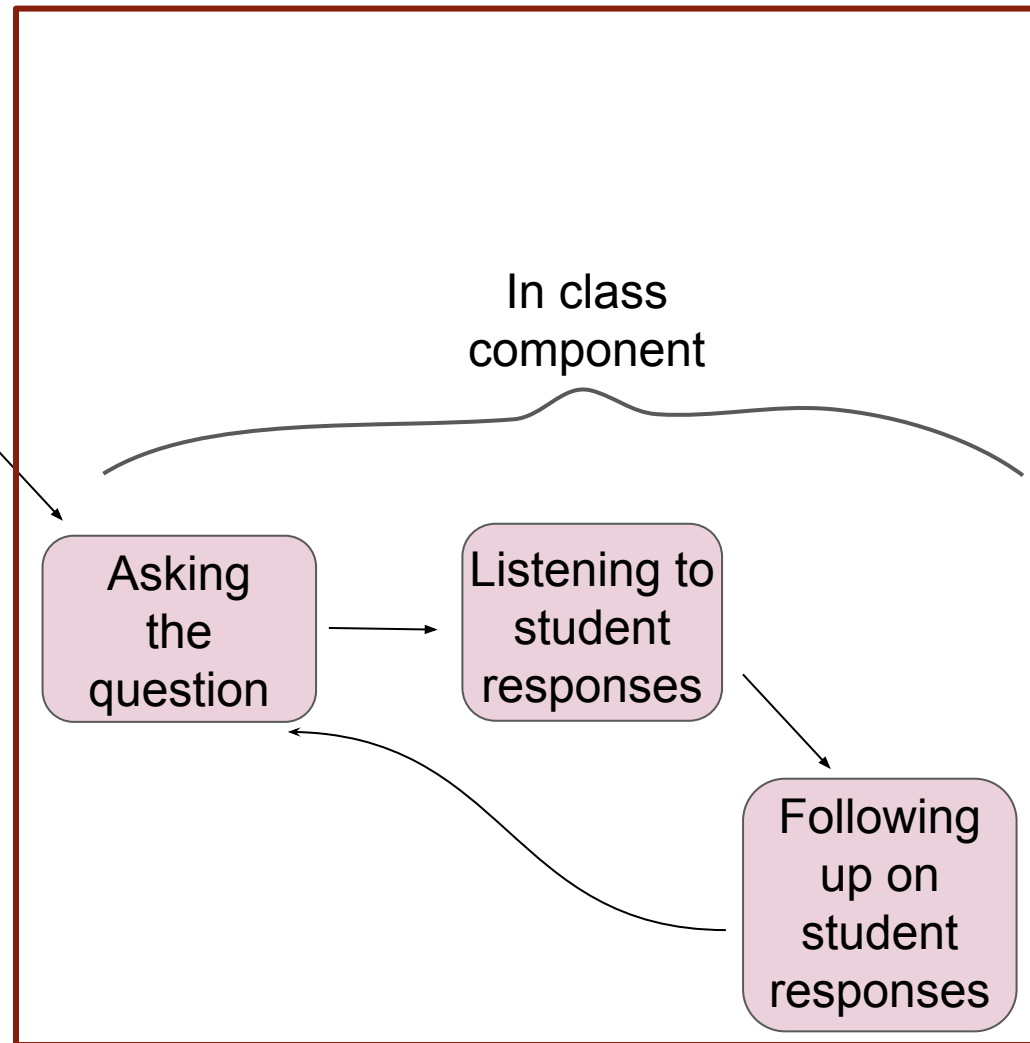 In class
component
Asking
the
question
Listening to
student
responses
Following
up on
student
responses